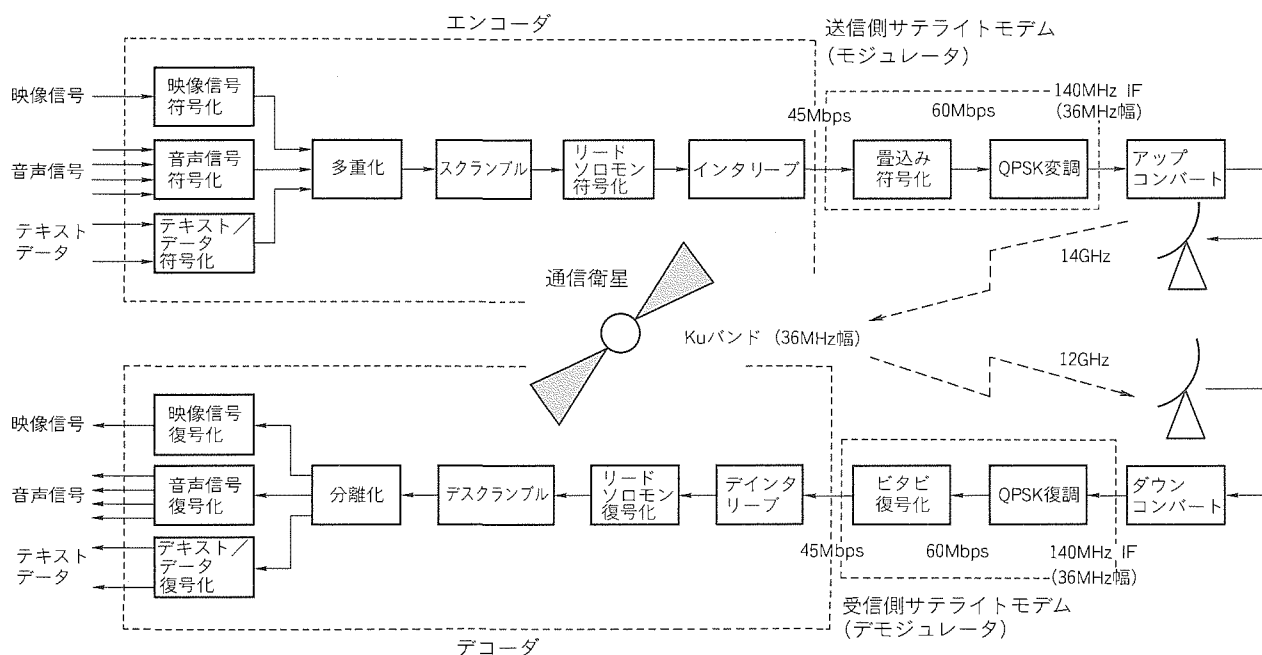 エンコーダ
送信側サテライトモデム
(モジュレータ)
映像信号
映像信号
符号化
140MHz IF
(36MHz幅)
45Mbps
60Mbps
音声信号
音声信号
符号化
多重化
スクランブル
リード
ソロモン
符号化
インタリーブ
畳込み
符号化
QPSK変調
アップ
コンバート
テキスト
データ
テキスト/
データ
符号化
14GHz
通信衛星
Kuバンド (36MHz幅)
12GHz
映像信号
映像信号
復号化
音声信号
音声信号
復号化
分離化
デスクランブル
リード
ソロモン
復号化
デインタ
リーブ
ビタビ
復号化
QPSK復調
ダウン
コンバート
テキスト
データ
デキスト/
データ
復号化
45Mbps
60Mbps
140MHz IF
(36MHz幅)
受信側サテライトモデム
(デモジュレータ)
デコーダ